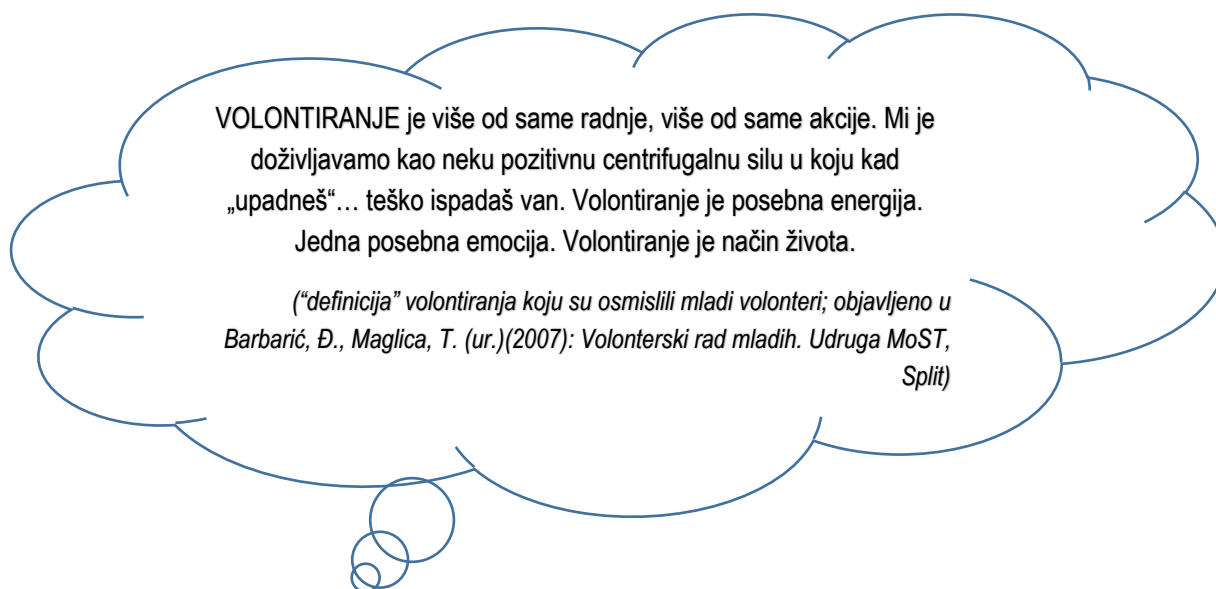 VOLONTIRANJE je više od same radnje, više od same akcije. Mi je
doživljavamo kao neku pozitivnu centrifugalnu silu u koju kad
„upadneš“… teško ispadaš van. Volontiranje je posebna energija.
Jedna posebna emocija. Volontiranje je način života.
(“definicija” volontiranja koju su osmislili mladi volonteri; objavljeno u
Barbarić, Đ., Maglica, T. (ur.)(2007): Volonterski rad mladih. Udruga MoST,
Split)